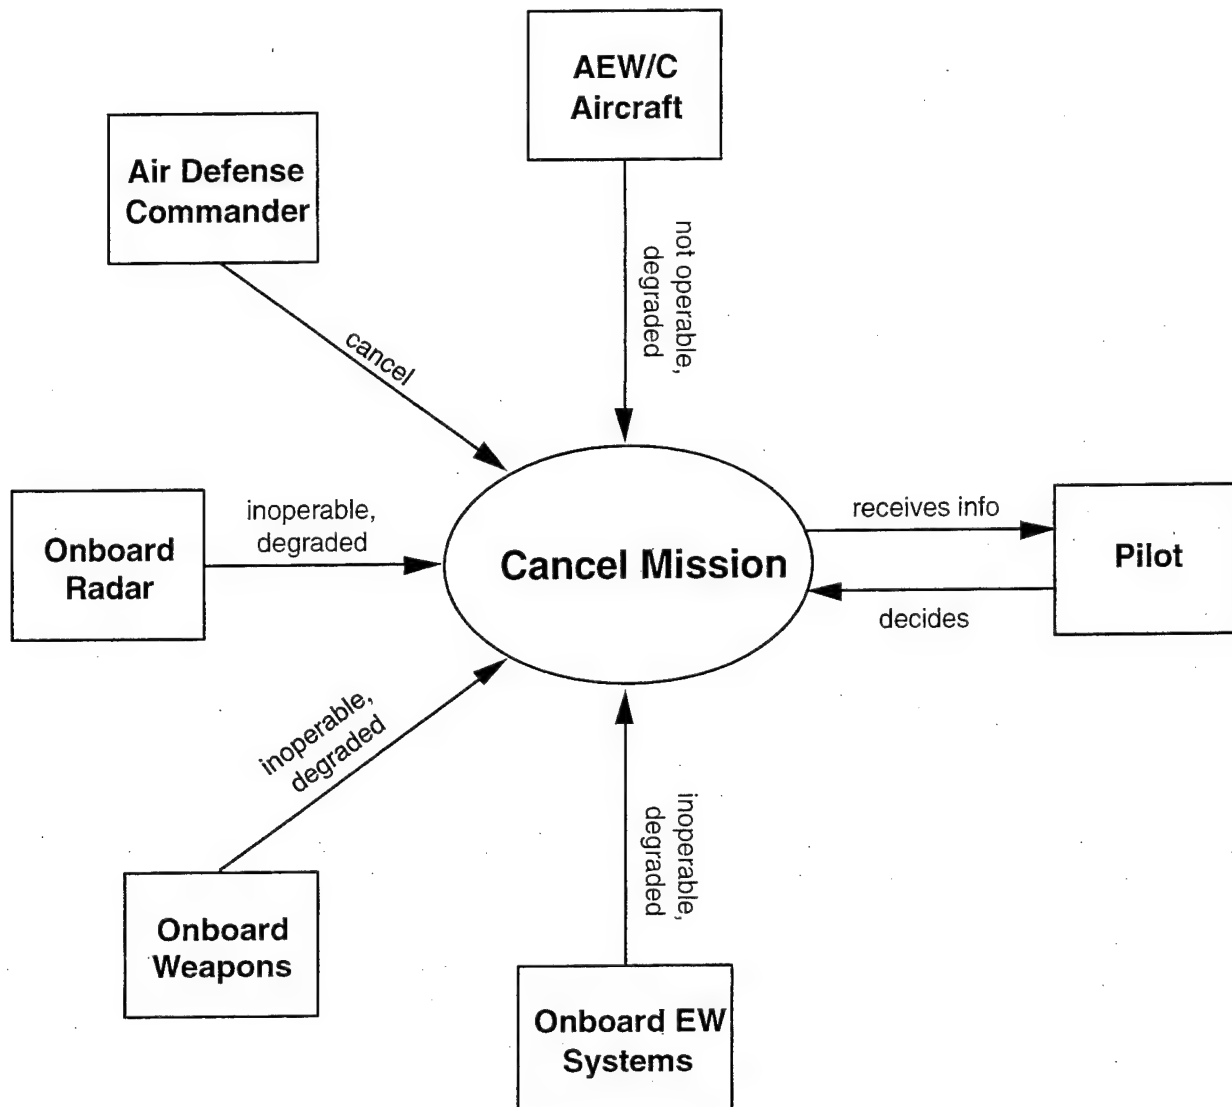 AEW/C
Aircraft
Air Defense
Commander
not operable,
degraded
cancel
Onboard
Radar
inoperable,
degraded
Cancel Mission
receives info
decides
Pilot
inoperable,
degraded
Onboard
Weapons
inoperable,
degraded
Onboard EW
Systems